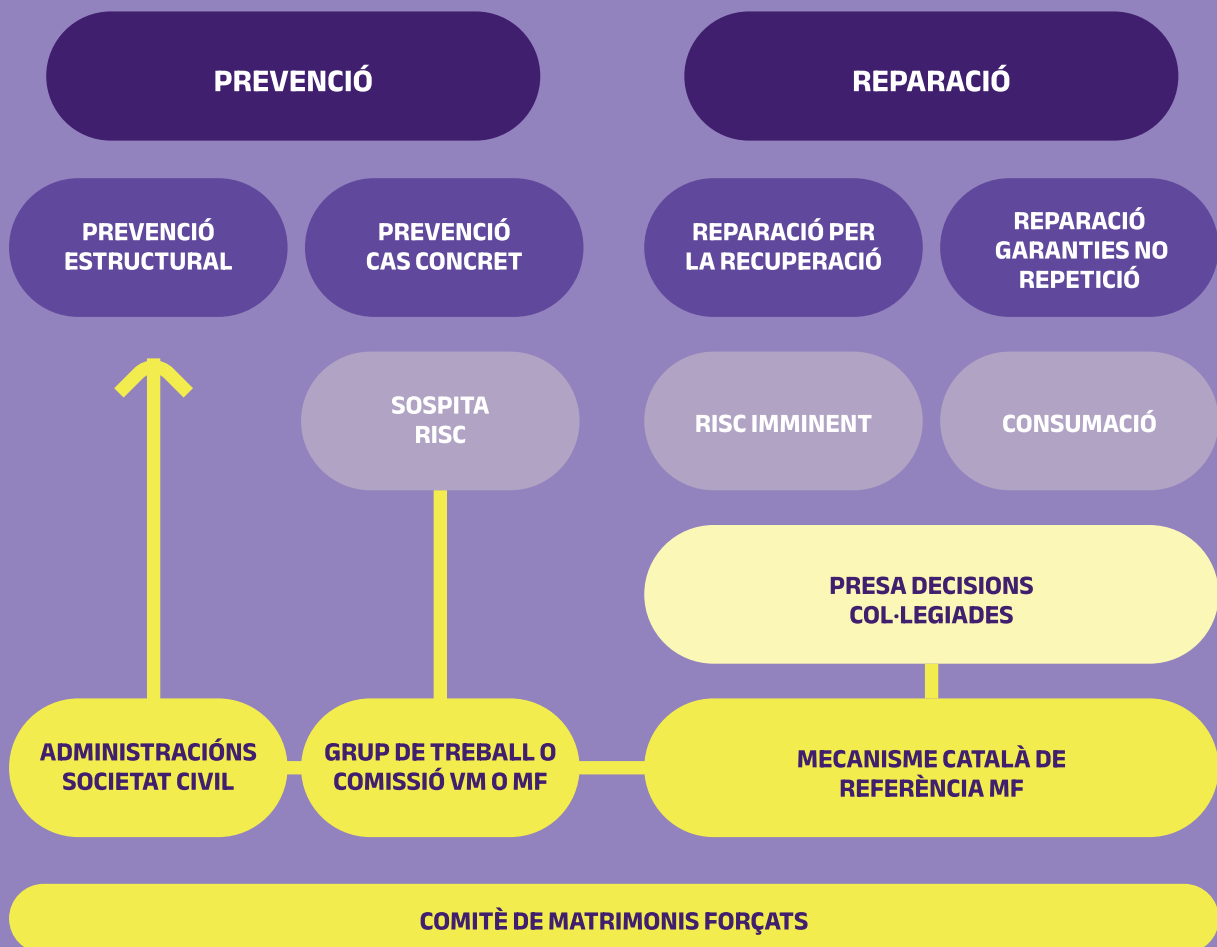 PREVENCIÓ
REPARACIÓ
PREVENCIÓ
ESTRUCTURAL
PREVENCIÓ
CAS CONCRET
REPARACIÓ PER
LA RECUPERACIÓ
REPARACIÓ
GARANTIES NO
REPETICIÓ
SOSPITA
RISC
RISC IMMINENT
CONSUMACIÓ
PRESA DECISIONS
COL·LEGIADES
ADMINISTRACIÓNS
SOCIETAT CIVIL
GRUP DE TREBALL O
COMISSIÓ VM O MF
MECANISME CATALÀ DE
REFERÈNCIA MF
COMITÈ DE MATRIMONIS FORÇATS